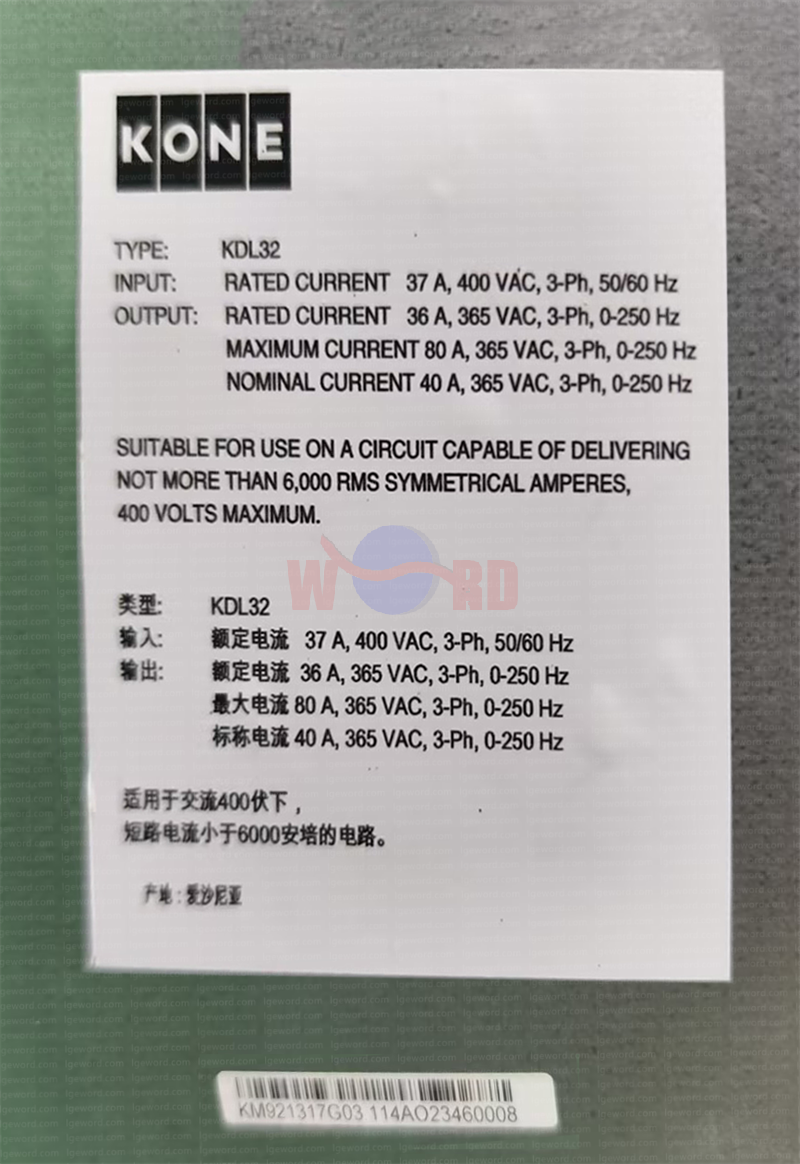 KONE
TYPE: KDL32
INPUT: RATED CURRENT 37 A, 400 VAC, 3-Ph, 50/60 Hz
OUTPUT: RATED CURRENT 36 A, 365 VAC, 3-Ph, 0-250 Hz
MAXIMUM CURRENT 80 A, 365 VAC, 3-Ph, 0-250 Hz
NOMINAL CURRENT 40 A, 365 VAC, 3-Ph, 0-250 Hz
SUITABLE FOR USE ON A CIRCUIT CAPABLE OF DELIVERING
NOT MORE THAN 6,000 RMS SYMMETRICAL AMPERES,
400 VOLTS MAXIMUM.
WORD
类型: KDL32
输入: 额定电流 37 A, 400 VAC, 3-Ph, 50/60 Hz
输出: 额定电流 36 A, 365 VAC, 3-Ph, 0-250 Hz
最大电流 80 A, 365 VAC, 3-Ph, 0-250 Hz
标称电流 40 A, 365 VAC, 3-Ph, 0-250 Hz
适用于交流400伏下，
短路电流小于6000安培的电路。
产地：爱沙尼亚
KM921317G03 114AO23460008
lgeword.com